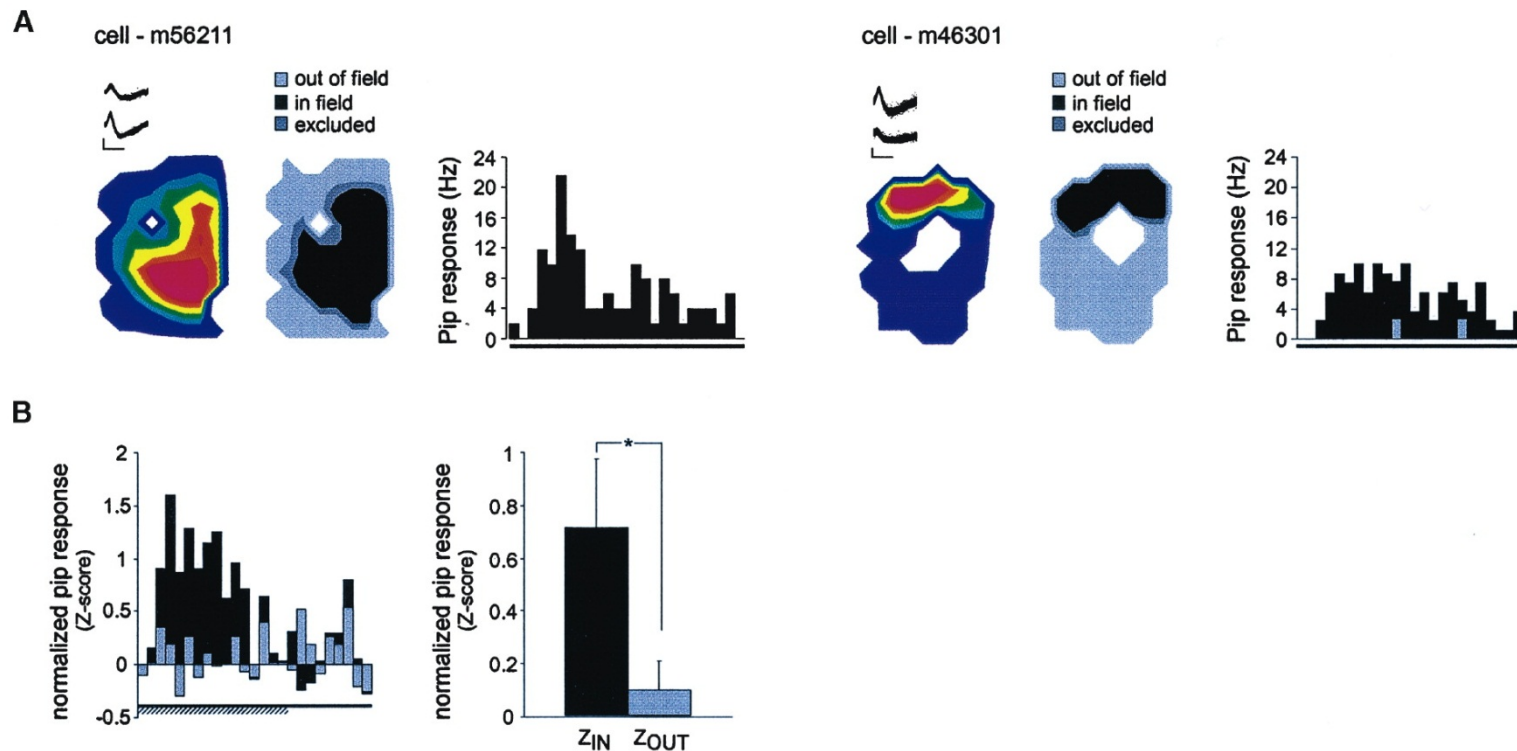 A
cell - m56211
out of field
in field
excluded
Pip response (Hz)
24
20
16
12
8
4
0
cell - m46301
out of field
in field
excluded
Pip response (Hz)
24
20
16
12
8
4
0
B
normalized pip response
(Z-score)
2
1.5
1
0.5
0
-0.5
normalized pip response
(Z-score)
1
0.8
0.6
0.4
0.2
0
*
ZIN
ZOUT